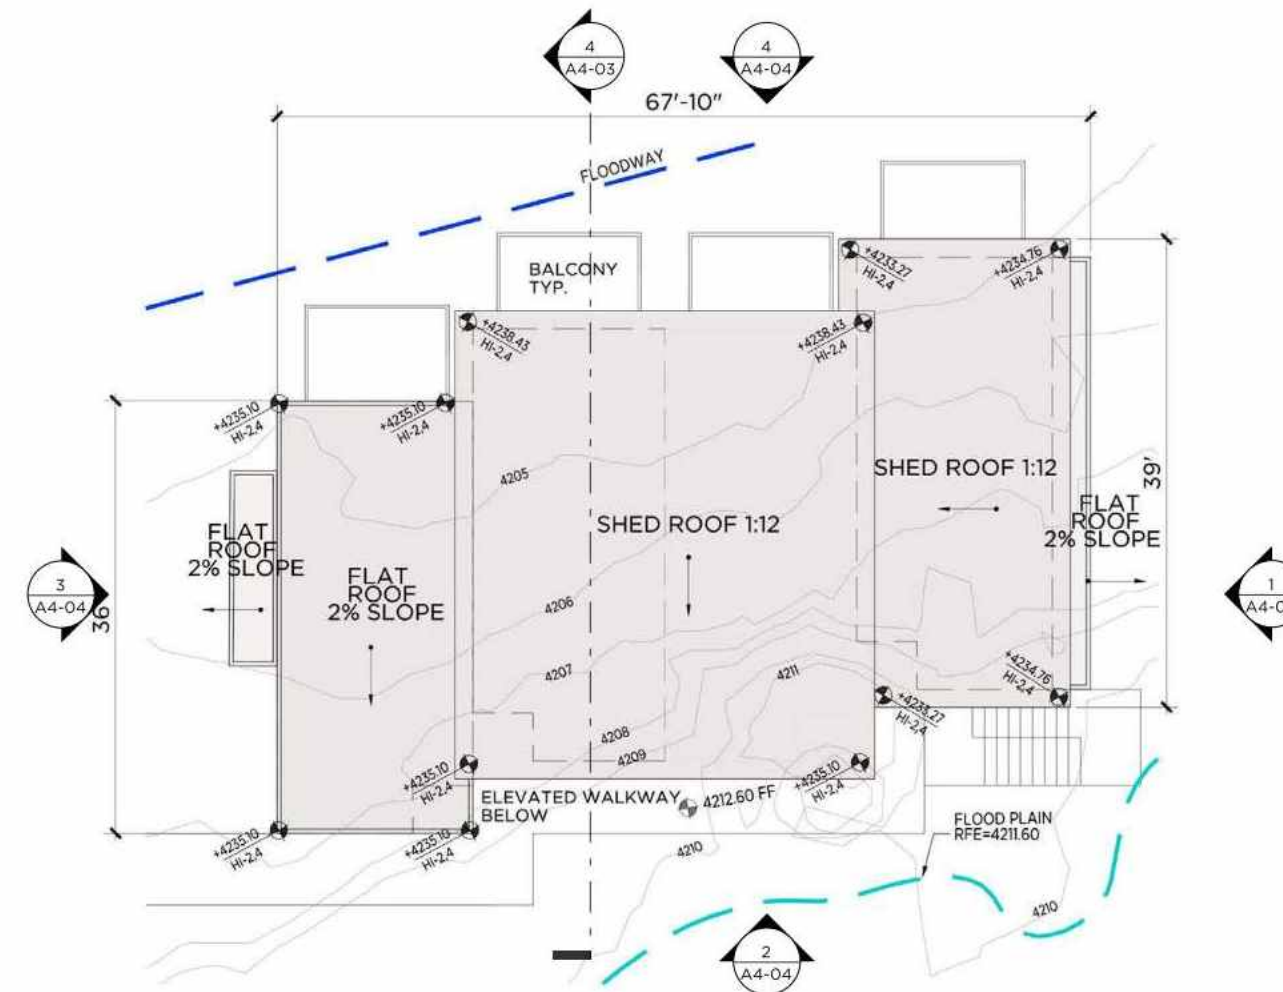 4
A4-03
4
A4-04
67'-10"
FLOODWAY
BALCONY
TYP.
+4233.27
HI-2,4
+4234.76
HI-2,4
+4238.43
HI-2,4
+4238.43
HI-2,4
+4235.10
HI-2,4
+4235.10
HI-2,4
4205
SHED ROOF 1:12
39'
SHED ROOF 1:12
FLAT
ROOF
2% SLOPE
FLAT
ROOF
2% SLOPE
FLAT
ROOF
2% SLOPE
3
A4-04
36'
1
4206
4207
4211
4208
4209
+4234.76
HI-2,4
+4233.27
HI-2,4
+4235.10
HI-2,4
+4235.10
HI-2,4
ELEVATED WALKWAY
BELOW
4212.60 FF
FLOOD PLAIN
RFE=4211.60
+4235.10
HI-2,4
+4235.10
HI-2,4
4210
4210
2
A4-04